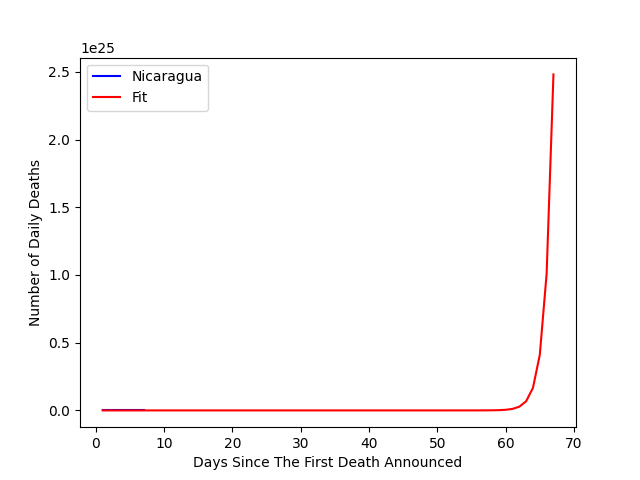 1e25
Nicaragua
Fit
2.5
2.0
1.5
1.0
0.5
0.0
Number of Daily Deaths
0 10 20 30 40 50 60 70
Days Since The First Death Announced